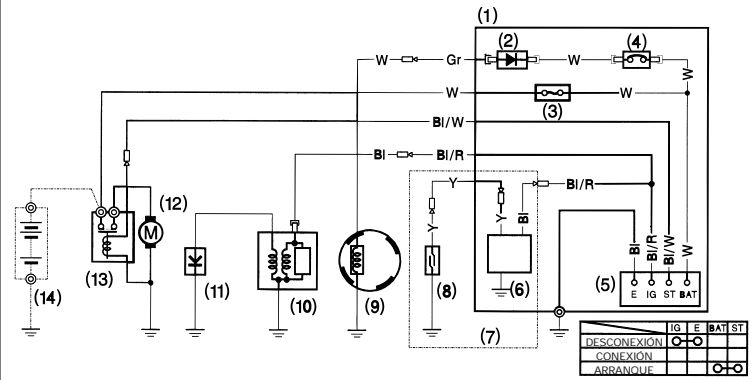 (1)
(2)
(4)
W
Gr
W
W
W
W
(3)
Bl/W
Bl
Bl/R
Y
Bl/R
Y
Y
Bl
(12)
M
(13)
(14)
(11)
(10)
(9)
(8)
(6)
(7)
Bl
Bl/R
Bl/W
W
(5)
E IG ST BAT
IG E BAT ST
DESCONEXIÓN
CONEXIÓN
ARRANQUE